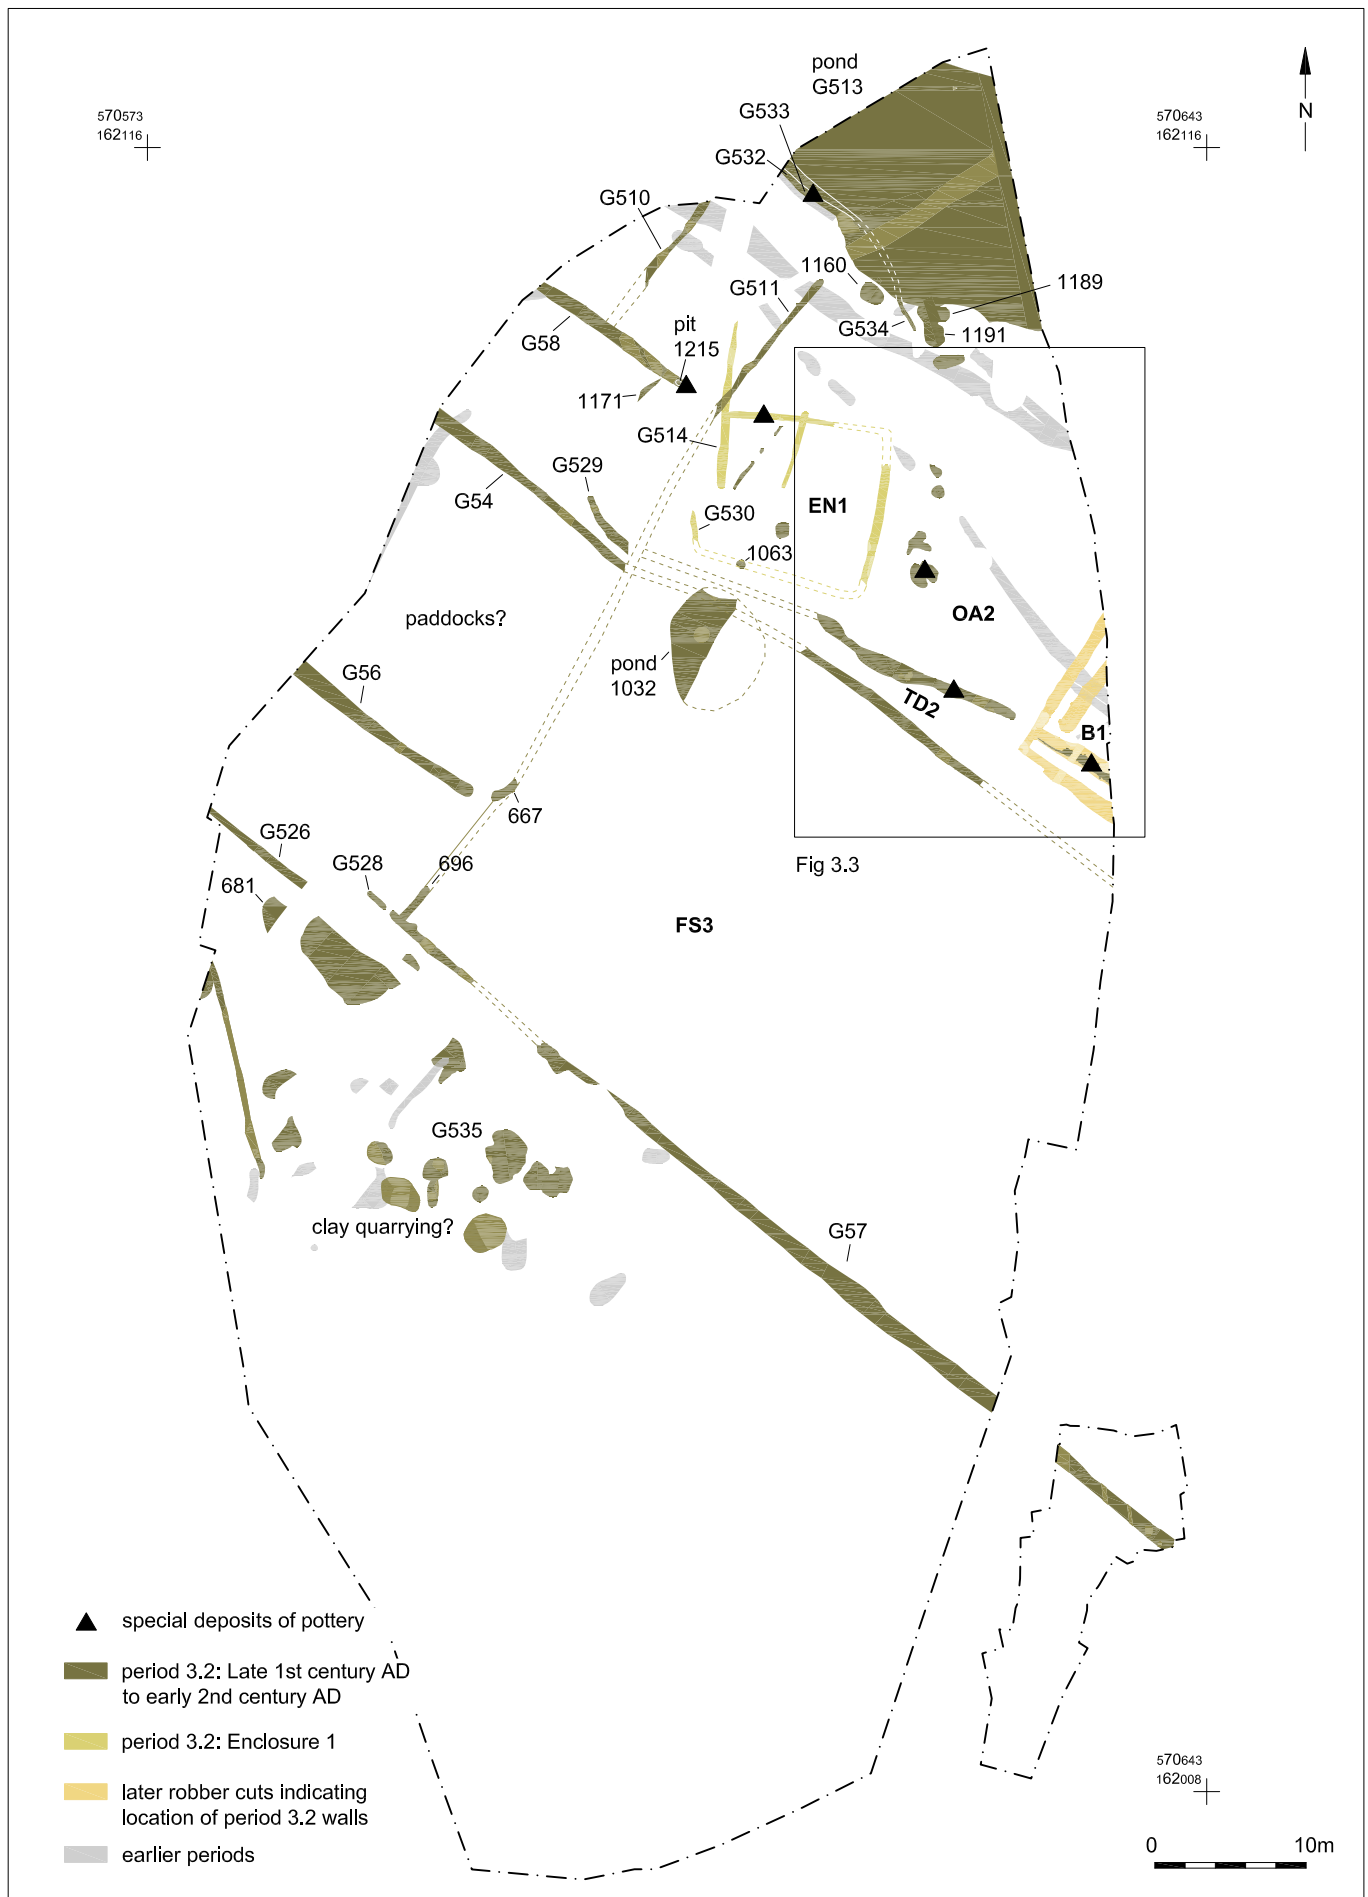 pond
G513
570573
162116
G533
570643
162116
N
G532
G510
1160
1189
G511
G58
pit
1215
G534
1191
1171
G514
G529
G54
EN1
G530
1063
OA2
paddocks?
pond
1032
G56
TD2
B1
667
G526
G528
696
Fig 3.3
681
FS3
G535
clay quarrying?
G57
special deposits of pottery
period 3.2: Late 1st century AD
to early 2nd century AD
period 3.2: Enclosure 1
later robber cuts indicating
location of period 3.2 walls
earlier periods
570643
162008
0
10m